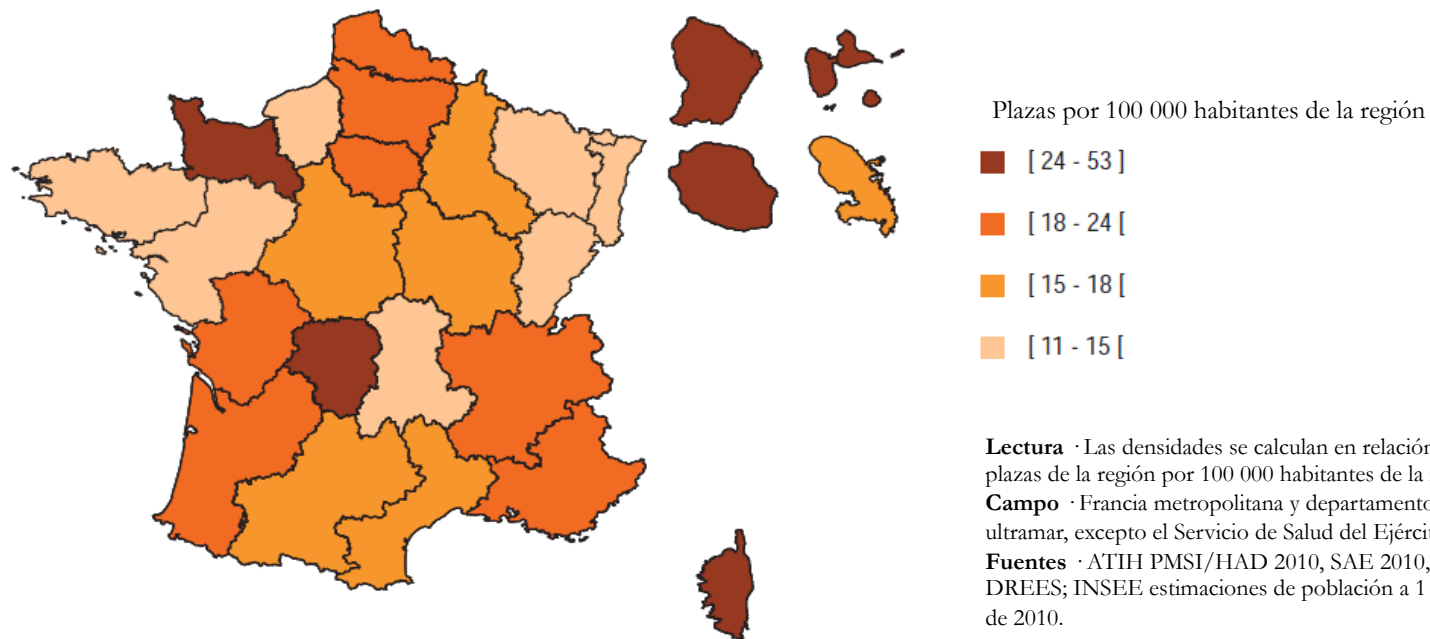 Plazas por 100 000 habitantes de la región
[ 24 - 53 ]
[ 18 - 24 [
[ 15 - 18 [
[ 11 - 15 [
Lectura · Las densidades se calculan en relación
plazas de la región por 100 000 habitantes de la
Campo · Francia metropolitana y departamento
ultramar, excepto el Servicio de Salud del Ejércit
Fuentes · ATIH PMSI/HAD 2010, SAE 2010,
DREES; INSEE estimaciones de población a 1
de 2010.